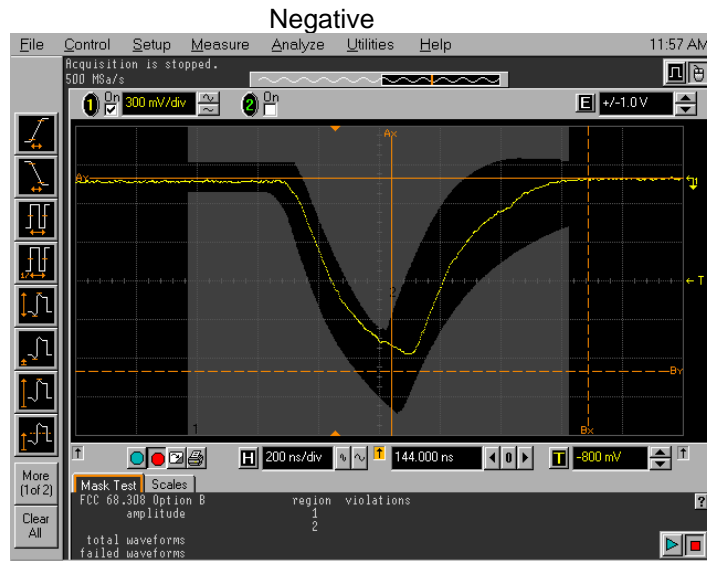 Negative
File Control Setup Measure Analyze Utilities Help 11:57 AM
Acquisition is stopped.
500 MSa/s
1 On 300 mV/div 2 On E +/-1.0 V
Ax
Ay
2
T
By
1
Bx
More
(1of 2)
Clear
All
H 200 ns/div 144.000 ns 0 T -800 mV
Mask Test Scales
FCC 68.308 Option B region violations
amplitude 1
2
total waveforms
failed waveforms
?